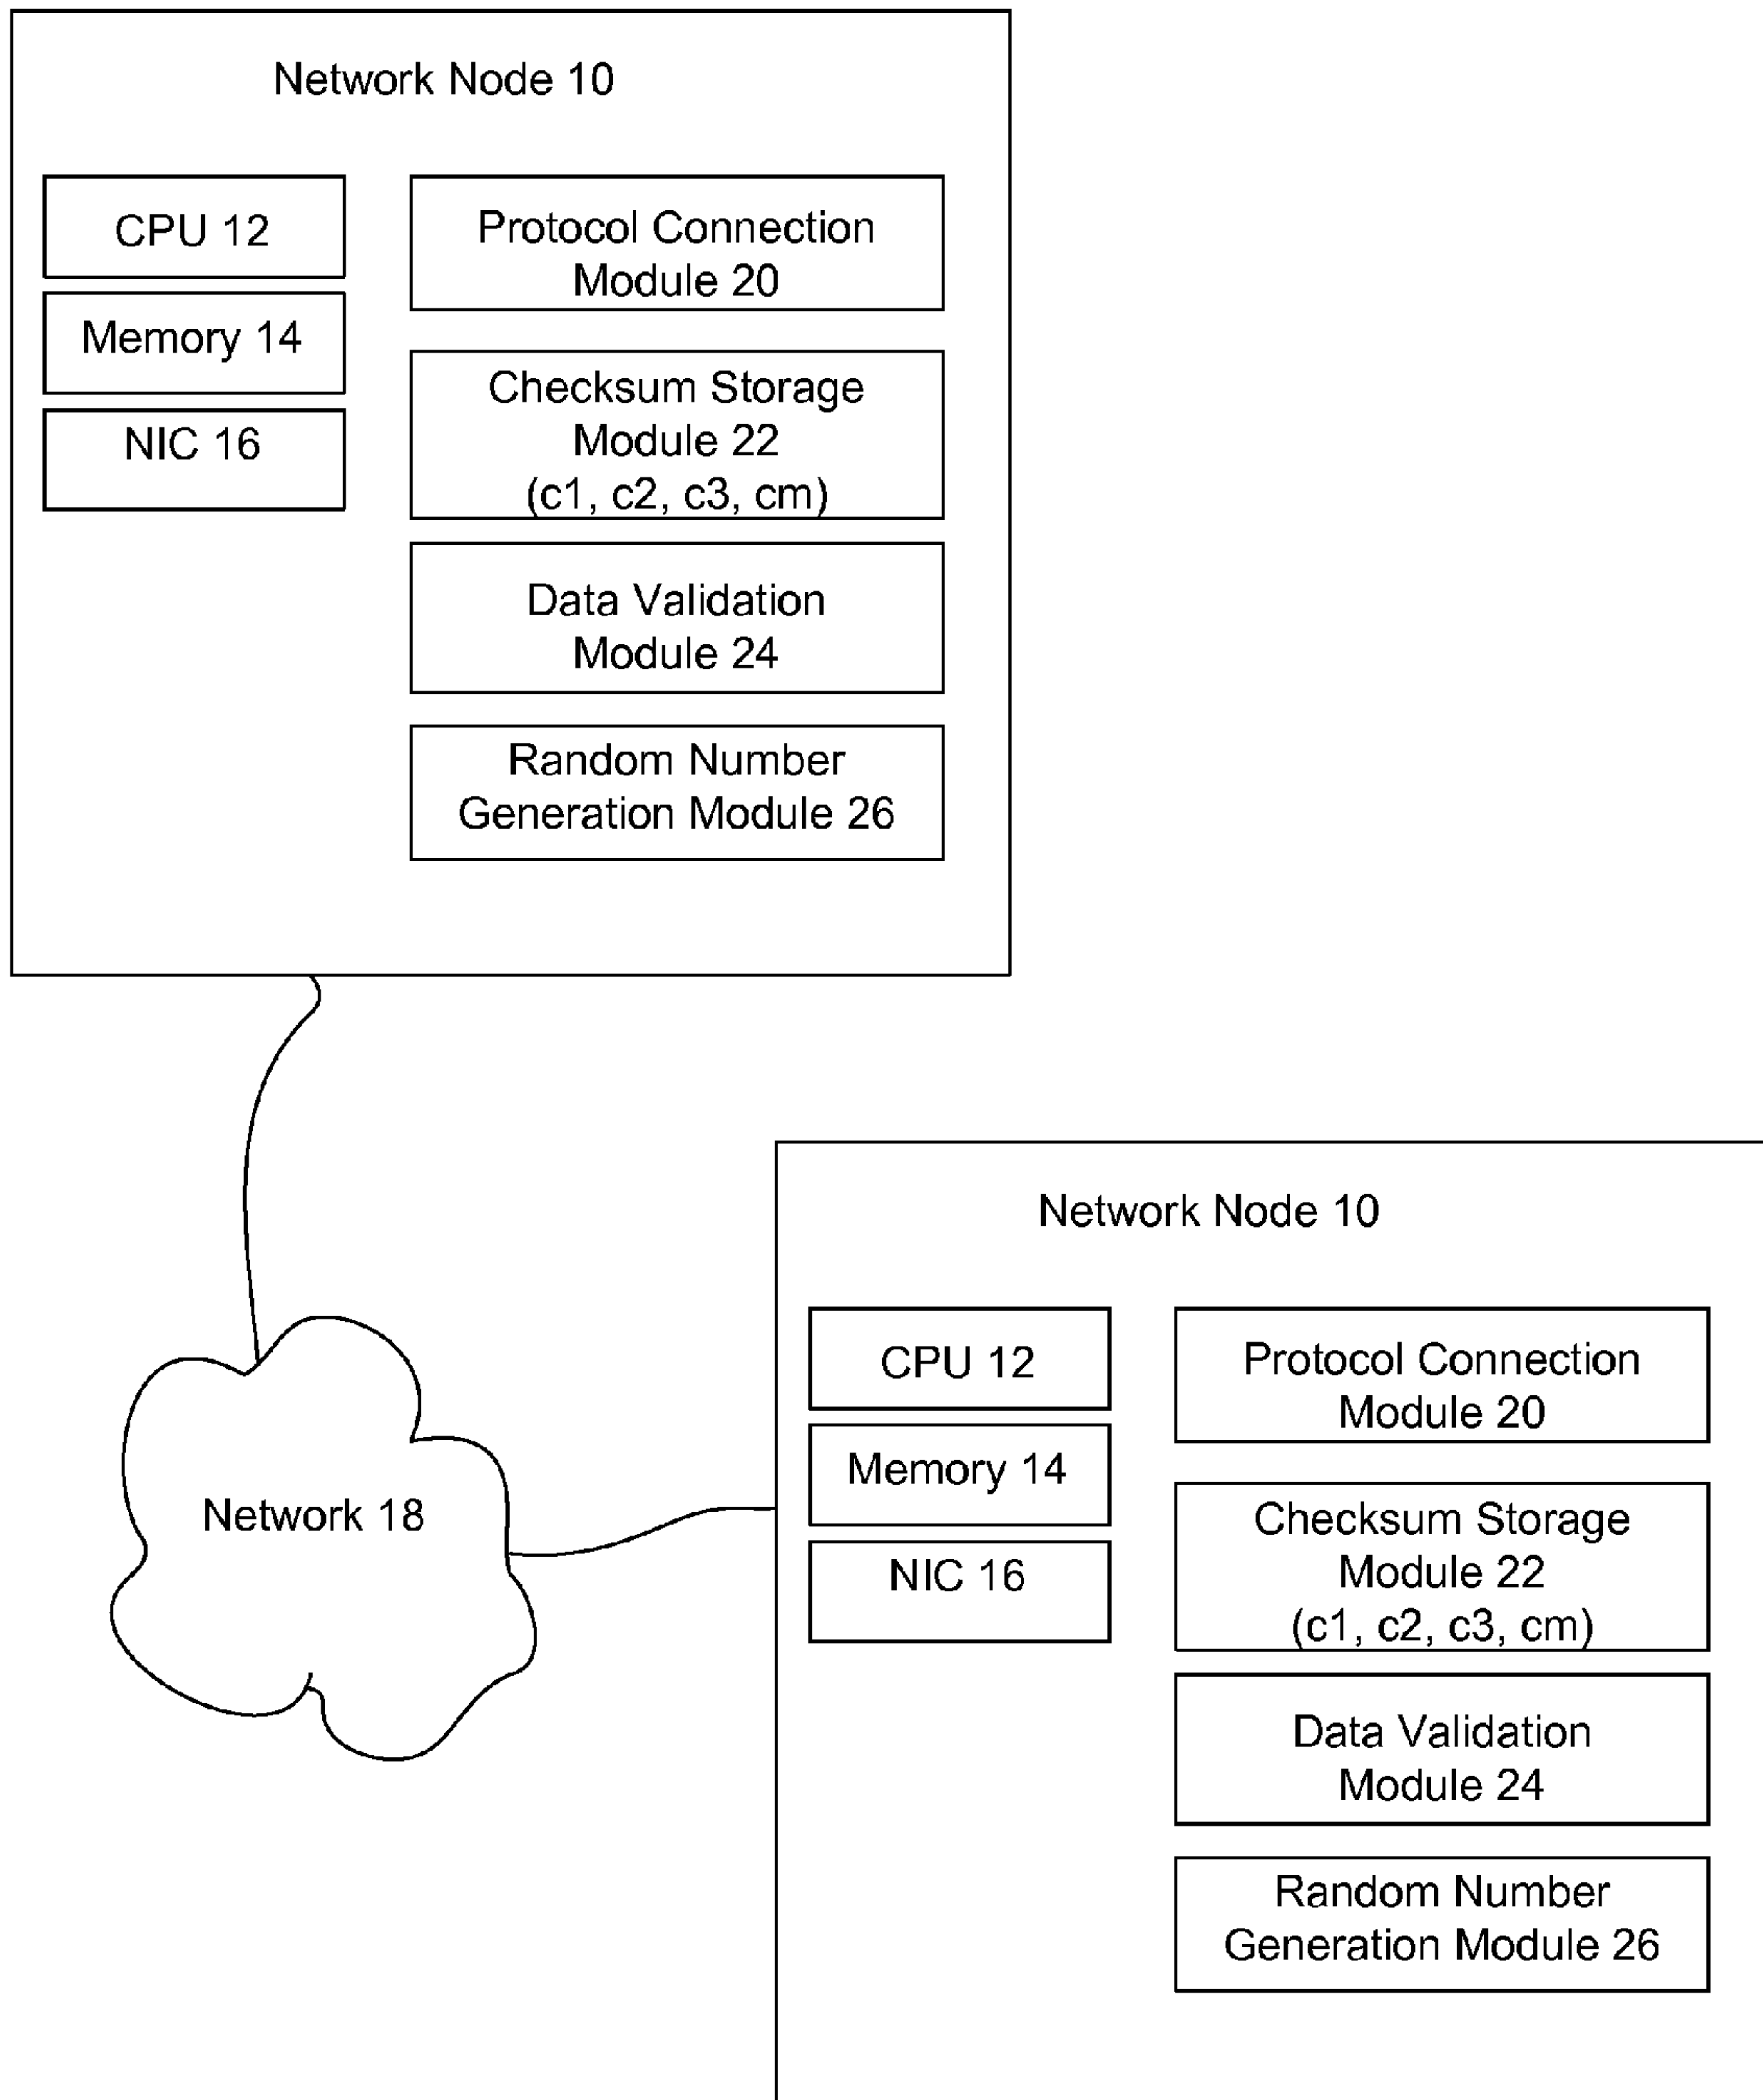 Network Node 10
CPU 12
Memory 14
NIC 16
Protocol Connection
Module 20
Checksum Storage
Module 22
(c1, c2, c3, cm)
Data Validation
Module 24
Random Number
Generation Module 26
Network 18
Network Node 10
CPU 12
Memory 14
NIC 16
Protocol Connection
Module 20
Checksum Storage
Module 22
(c1, c2, c3, cm)
Data Validation
Module 24
Random Number
Generation Module 26